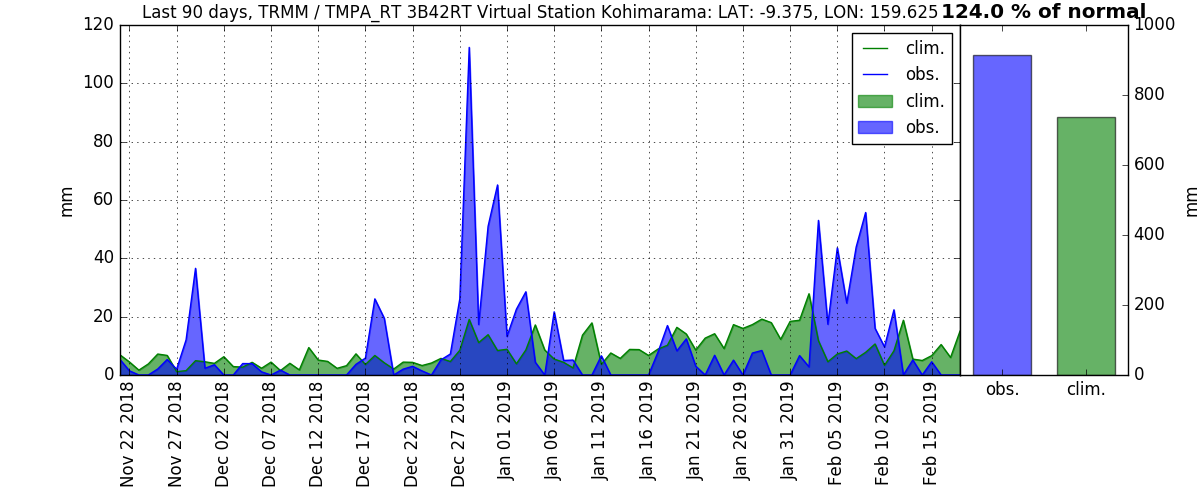 Last 90 days, TRMM / TMPA_RT 3B42RT Virtual Station Kohimarama: LAT: -9.375, LON: 159.625
124.0 % of normal
120
100
80
60
40
20
0
mm
clim.
obs.
clim.
obs.
1000
800
600
400
200
0
mm
Nov 22 2018
Nov 27 2018
Dec 02 2018
Dec 07 2018
Dec 12 2018
Dec 17 2018
Dec 22 2018
Dec 27 2018
Jan 01 2019
Jan 06 2019
Jan 11 2019
Jan 16 2019
Jan 21 2019
Jan 26 2019
Jan 31 2019
Feb 05 2019
Feb 10 2019
Feb 15 2019
obs.
clim.